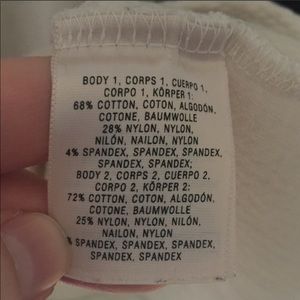 BODY 1, CORPS 1, CUERPO 1,
CORPO 1, KÖRPER 1:
68% COTTON, COTON, ALGODÓN,
COTONE, BAUMWOLLE
28% NYLON, NYLON,
NILÓN, NAILON, NYLON
4% SPANDEX, SPANDEX, SPANDEX,
SPANDEX, SPANDEX;
BODY 2, CORPS 2, CUERPO 2,
CORPO 2, KÖRPER 2:
72% COTTON, COTON, ALGODÓN,
COTONE, BAUMWOLLE
25% NYLON, NYLON, NILÓN,
NAILON, NYLON
% SPANDEX, SPANDEX, SPANDEX,
SPANDEX, SPANDEX